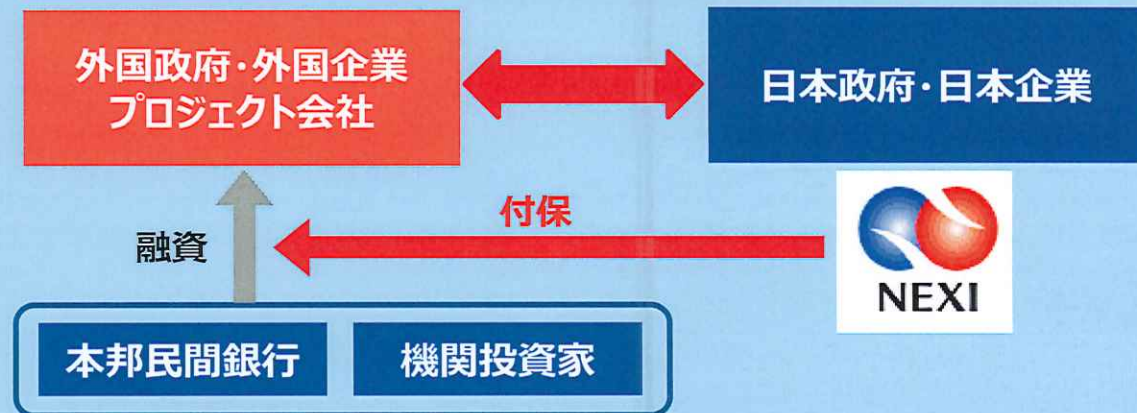 外国政府・外国企業
プロジェクト会社
日本政府・日本企業
付保
融資
NEXI
本邦民間銀行
機関投資家